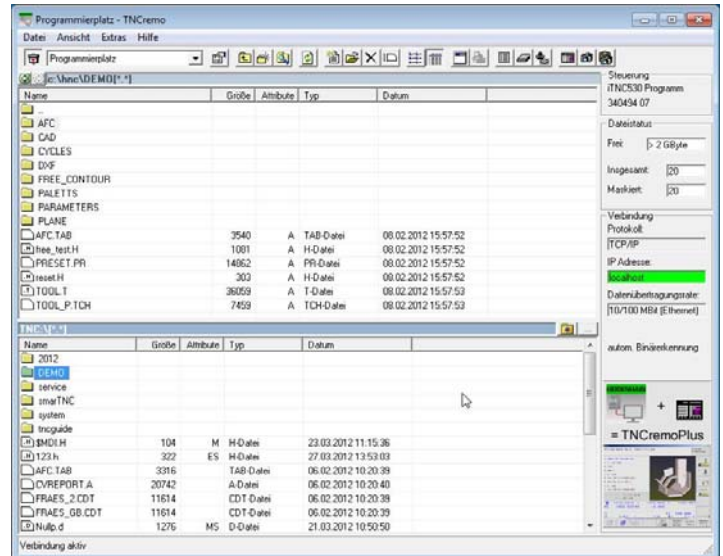 Programmierplatz - TNCremo
Datei Ansicht Extras Hilfe
Programmierplatz
c:\hnc\DEMO[*.*]
Name Größe Attribute Typ Datum
..
AFC
CAD
CYCLES
DXF
FREE_CONTOUR
PALETTS
PARAMETERS
PLANE
AFC.TAB 3540 A TAB-Datei 08.02.2012 15:57:52
free_test.H 1081 A H-Datei 08.02.2012 15:57:52
PRESET.PR 14862 A PR-Datei 08.02.2012 15:57:52
reset.H 303 A H-Datei 08.02.2012 15:57:53
TOOL.T 36059 A T-Datei 08.02.2012 15:57:53
TOOL_P.TCH 7459 A TCH-Datei 08.02.2012 15:57:53
TNC:\[*.*]
Name Größe Attribute Typ Datum
2012
DEMO
service
smarTNC
system
tncguide
$MDI.H 104 M H-Datei 23.03.2012 11:15:36
123.h 322 ES H-Datei 27.03.2012 13:53:03
AFC.TAB 3316 TAB-Datei 06.02.2012 10:20:39
CVREPORT.A 20742 A-Datei 06.02.2012 10:20:40
FRAES_2.CDT 11614 CDT-Datei 06.02.2012 10:20:39
FRAES_GB.CDT 11614 CDT-Datei 06.02.2012 10:20:39
Nullp.d 1276 MS D-Datei 21.03.2012 10:50:50
Verbindung aktiv
Steuerung
iTNC530 Programm
340494 07
Dateistatus
Frei: > 2 GByte
Insgesamt: 20
Maskiert: 20
Verbindung
Protokoll:
TCP/IP
IP Adresse:
localhost
Datenübertragungsrate:
10/100 MBit (Ethernet)
autom. Binärerkennung
HEIDENHAIN
+
= TNCremoPlus